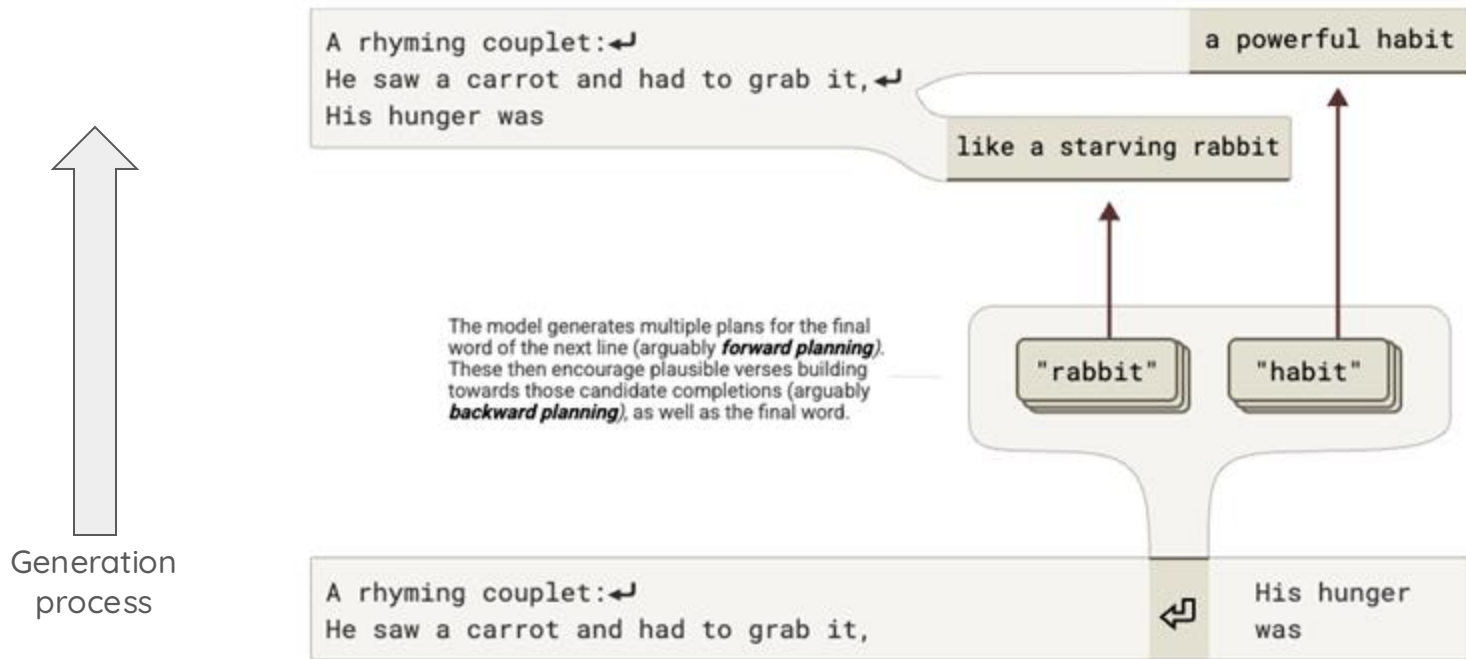 A rhyming couplet:↵
He saw a carrot and had to grab it,↵
His hunger was
a powerful habit
like a starving rabbit
The model generates multiple plans for the final
word of the next line (arguably forward planning).
These then encourage plausible verses building
towards those candidate completions (arguably
backward planning), as well as the final word.
"rabbit"
"habit"
Generation
process
A rhyming couplet:↵
He saw a carrot and had to grab it,
↵
His hunger
was